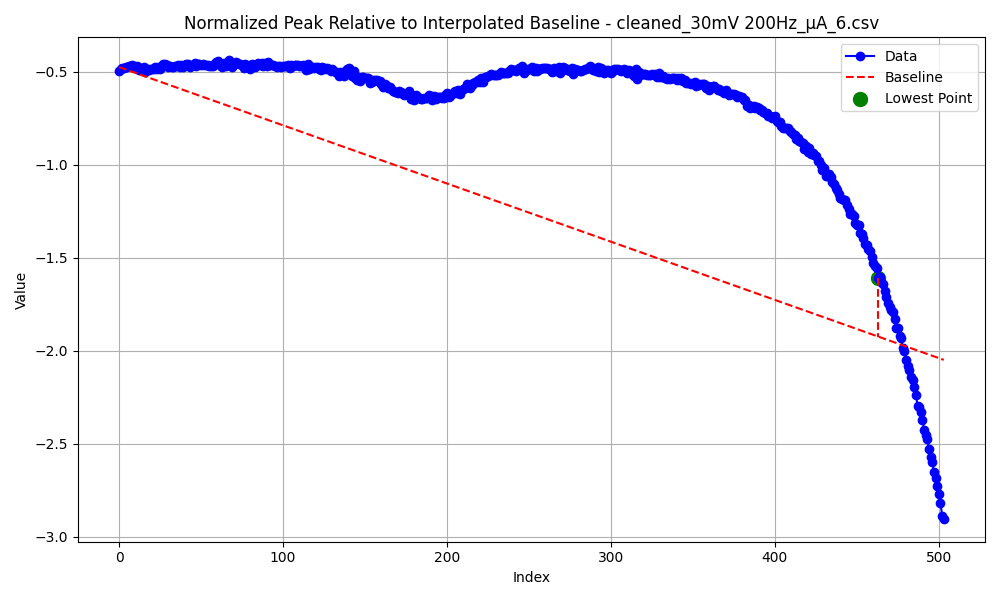 Normalized Peak Relative to Interpolated Baseline - cleaned_30mV 200Hz_μA_6.csv
Data
Baseline
Lowest Point
Value
−0.5
−1.0
−1.5
−2.0
−2.5
−3.0
0 100 200 300 400 500
Index